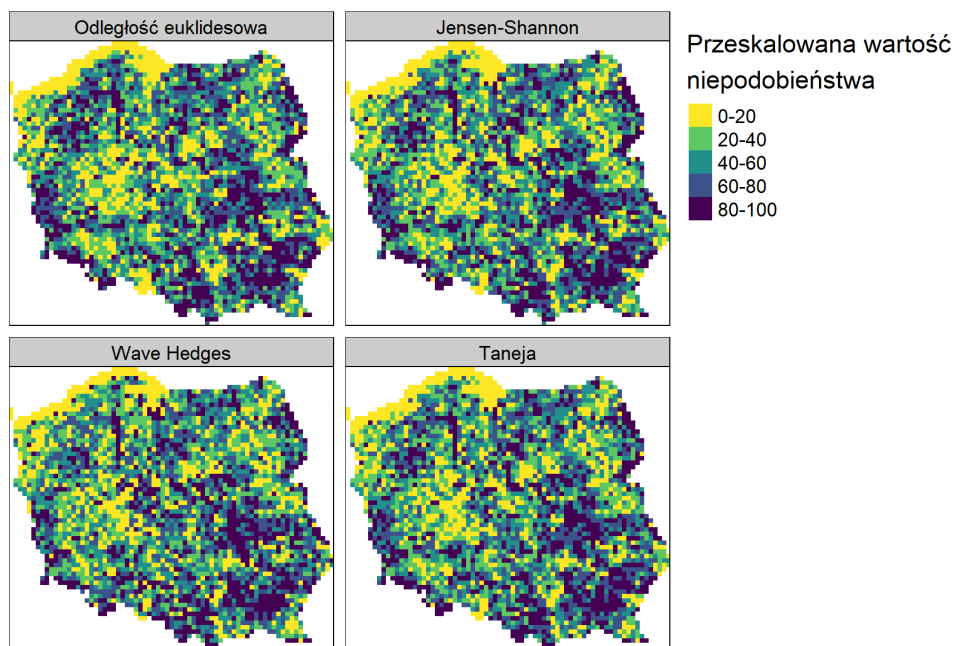 Odległość euklidesowa
Jensen-Shannon
Przeskalowana wartość
niepodobieństwa
0-20
20-40
40-60
60-80
80-100
Wave Hedges
Taneja